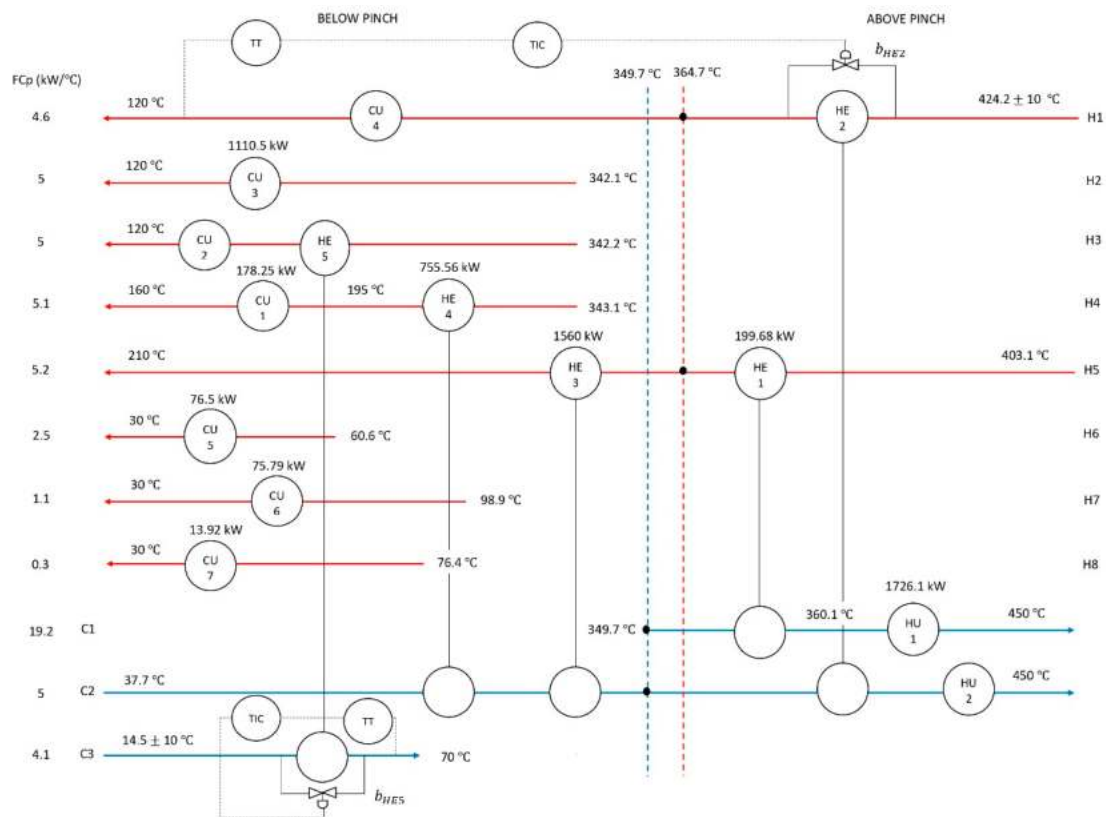 BELOW PINCH
ABOVE PINCH
TT
TIC
b_{HE2}
FCp (kW/°C)
349.7 °C
364.7 °C
4.6
120 °C
CU 4
HE 2
424.2 ± 10 °C
H1
1110.5 kW
5
120 °C
CU 3
342.1 °C
H2
5
120 °C
CU 2
HE 5
342.2 °C
H3
178.25 kW
755.56 kW
5.1
160 °C
CU 1
195 °C
HE 4
343.1 °C
H4
1560 kW
199.68 kW
5.2
210 °C
HE 3
HE 1
403.1 °C
H5
76.5 kW
2.5
30 °C
CU 5
60.6 °C
H6
75.79 kW
1.1
30 °C
CU 6
98.9 °C
H7
13.92 kW
0.3
30 °C
CU 7
76.4 °C
H8
1726.1 kW
19.2
C1
349.7 °C
360.1 °C
HU 1
450 °C
37.7 °C
5
C2
HU 2
450 °C
TIC
TT
14.5 ± 10 °C
4.1
C3
70 °C
b_{HE5}